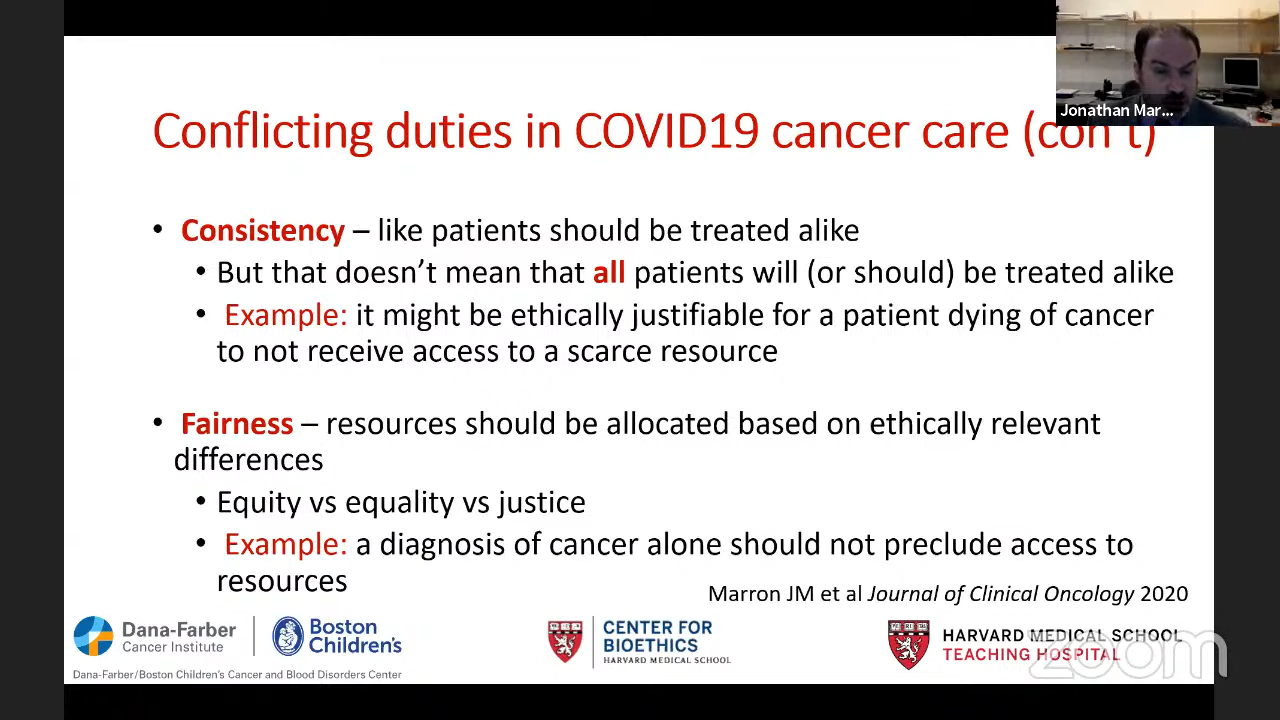 Conflicting duties in COVID19 cancer care (con't)
Jonathan Mar...
• Consistency – like patients should be treated alike
• But that doesn't mean that all patients will (or should) be treated alike
• Example: it might be ethically justifiable for a patient dying of cancer
to not receive access to a scarce resource
• Fairness – resources should be allocated based on ethically relevant
differences
• Equity vs equality vs justice
• Example: a diagnosis of cancer alone should not preclude access to
resources
Marron JM et al Journal of Clinical Oncology 2020
Dana-Farber
Cancer Institute
Boston
Children's
Dana-Farber/Boston Children's Cancer and Blood Disorders Center
CENTER FOR
BIOETHICS
HARVARD MEDICAL SCHOOL
HARVARD MEDICAL SCHOOL
TEACHING HOSPITAL
zoom